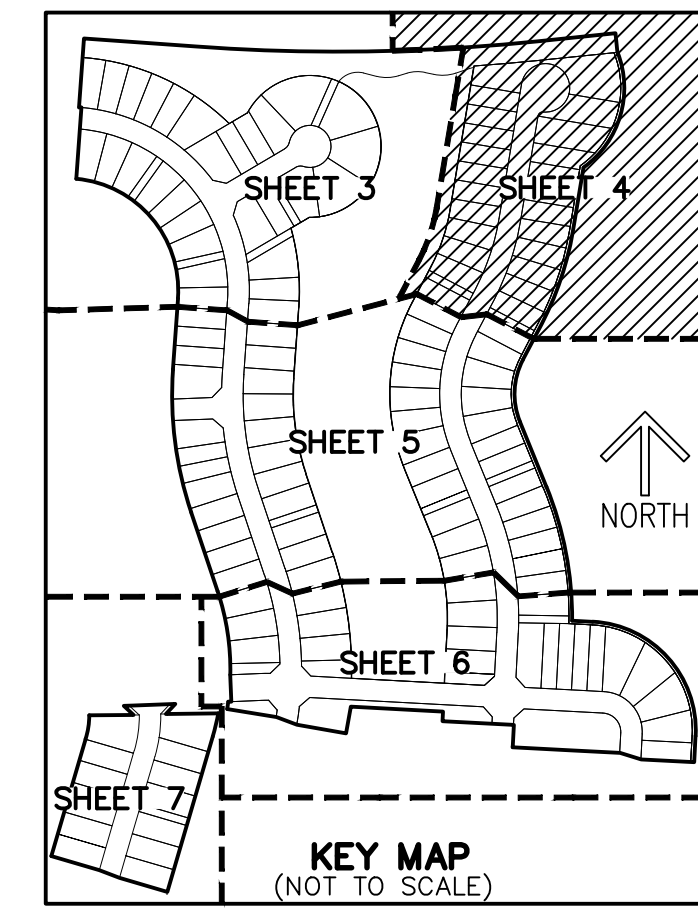 SHEET 3
SHEET 4
SHEET 5
NORTH
SHEET 6
SHEET 7
KEY MAP
(NOT TO SCALE)